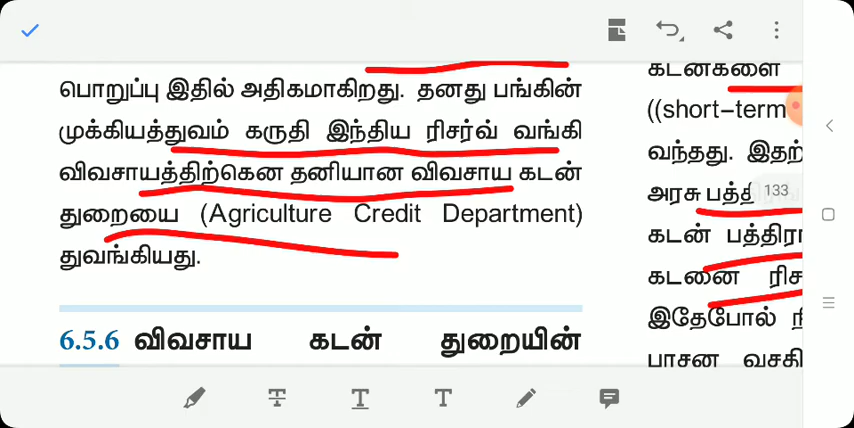 பொறுப்பு இதில் அதிகமாகிறது. தனது பங்கின்
முக்கியத்துவம் கருதி இந்திய ரிசர்வ் வங்கி
விவசாயத்திற்கென தனியான விவசாய கடன்
துறையை (Agriculture Credit Department)
துவங்கியது.
6.5.6 விவசாய கடன் துறையின்
கடன்களை
((short-term
வந்தது. இதற்
அரசு பத்தி
133
கடன் பத்திரா
கடனை ரிச
இதேபோல் நி
பாசன வசதி